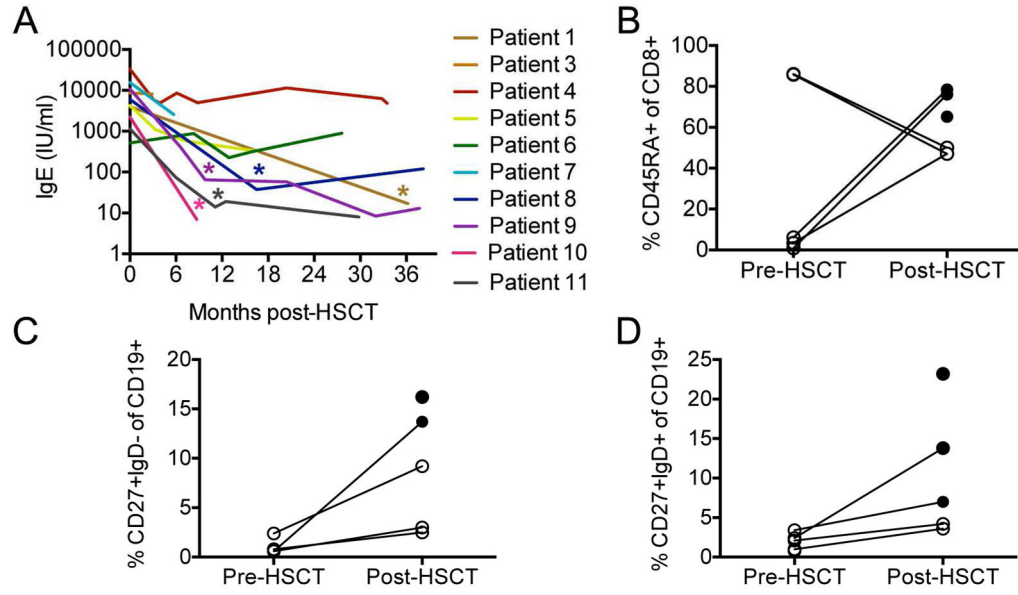 A
IgE (IU/ml)
100000
10000
1000
100
10
1
0 6 12 18 24 30 36
Months post-HSCT
* * * * *
Patient 1
Patient 3
Patient 4
Patient 5
Patient 6
Patient 7
Patient 8
Patient 9
Patient 10
Patient 11
B
% CD45RA+ of CD8+
100
80
60
40
20
0
Pre-HSCT Post-HSCT
C
% CD27+IgD- of CD19+
20
15
10
5
0
Pre-HSCT Post-HSCT
D
% CD27+IgD+ of CD19+
25
20
15
10
5
0
Pre-HSCT Post-HSCT